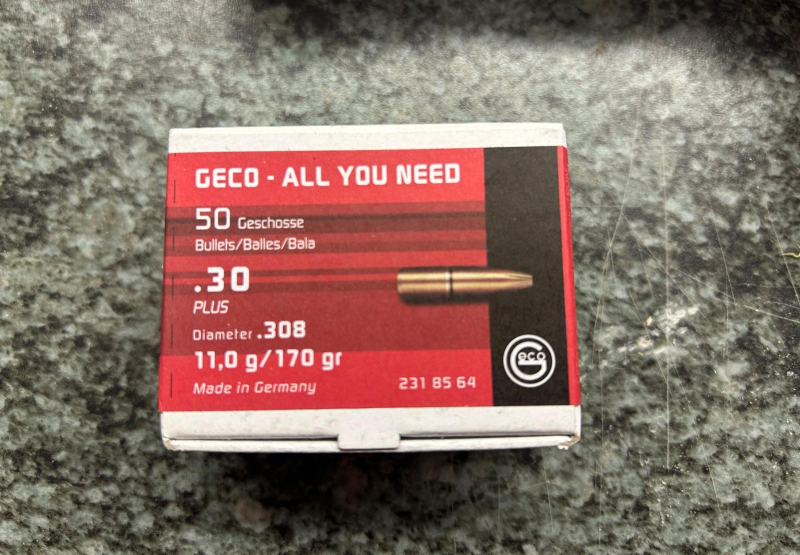 GECO - ALL YOU NEED
50 Geschosse
Bullets/Balles/Bala
.30
PLUS
Diameter .308
11,0 g/170 gr
Made in Germany
231 85 64
Geco